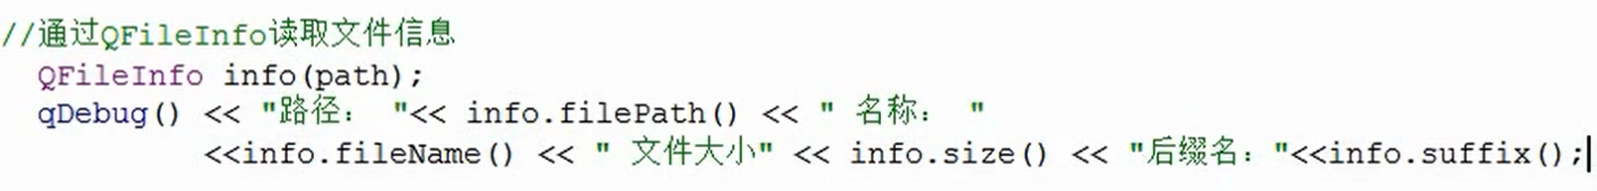 //通过QFileInfo读取文件信息
QFileInfo info(path);
qDebug() << "路径： "<< info.filePath() << " 名称： "
<<info.fileName() << " 文件大小" << info.size() << "后缀名："<<info.suffix();